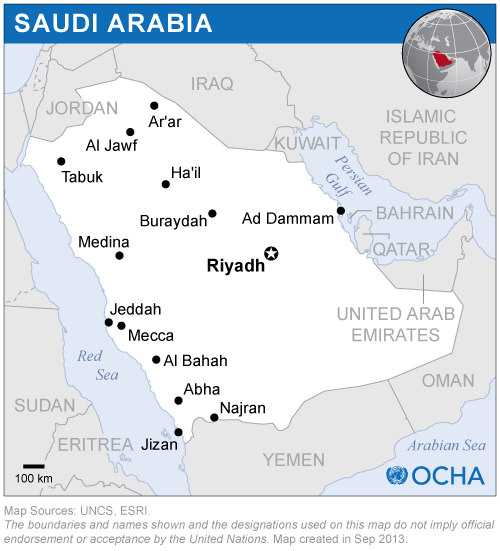 SAUDI ARABIA
IRAQ
JORDAN
Ar'ar
Al Jawf
ISLAMIC
REPUBLIC
OF IRAN
KUWAIT
Tabuk
Ha'il
Persian
Gulf
Buraydah
Ad Dammam
BAHRAIN
Medina
QATAR
Riyadh
UNITED ARAB
EMIRATES
Jeddah
Mecca
Red
Sea
Al Bahah
OMAN
Abha
SUDAN
Najran
ERITREA
Jizan
YEMEN
Arabian Sea
100 km
OCHA
Map Sources: UNCS, ESRI.
The boundaries and names shown and the designations used on this map do not imply official
endorsement or acceptance by the United Nations. Map created in Sep 2013.